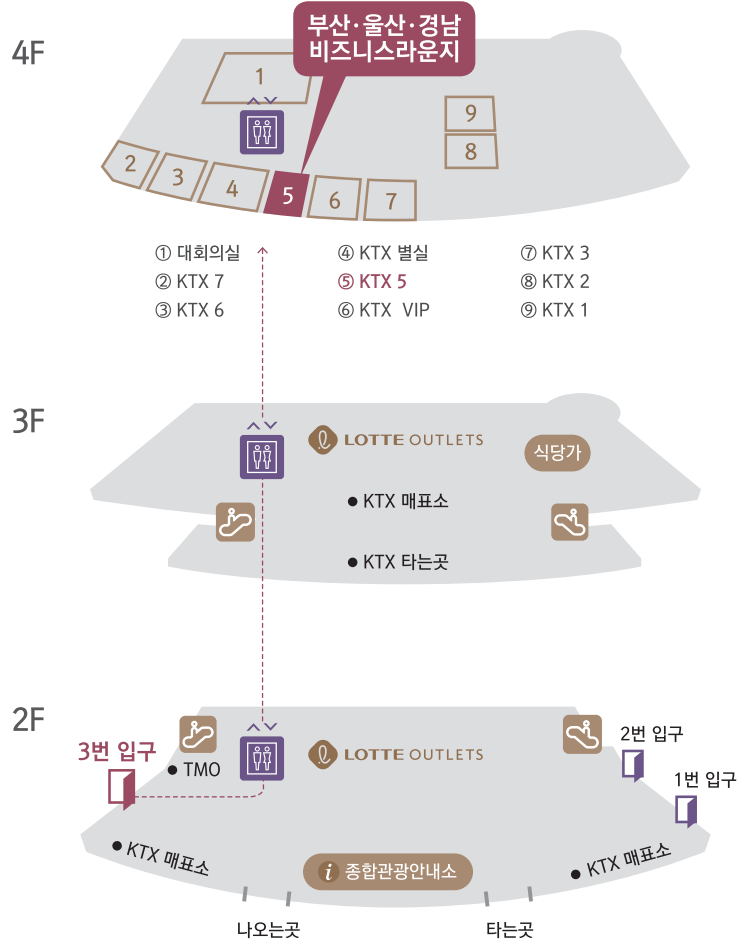 4F
부산·울산·경남
비즈니스라운지
1
2
3
4
5
6
7
8
9
① 대회의실
② KTX 7
③ KTX 6
④ KTX 별실
⑤ KTX 5
⑥ KTX VIP
⑦ KTX 3
⑧ KTX 2
⑨ KTX 1
3F
LOTTE OUTLETS
식당가
KTX 매표소
KTX 타는곳
2F
LOTTE OUTLETS
3번 입구
TMO
2번 입구
1번 입구
KTX 매표소
i 종합관광안내소
KTX 매표소
나오는곳
타는곳